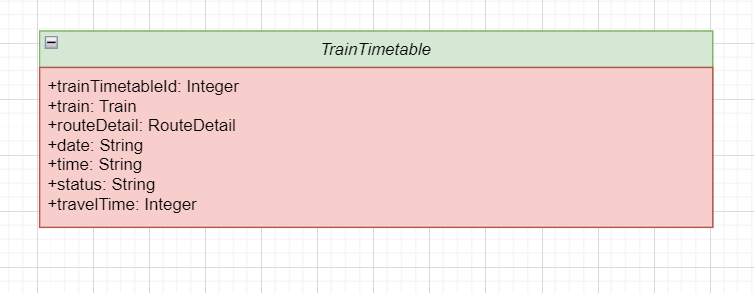 TrainTimetable
+trainTimetableId: Integer
+train: Train
+routeDetail: RouteDetail
+date: String
+time: String
+status: String
+travelTime: Integer